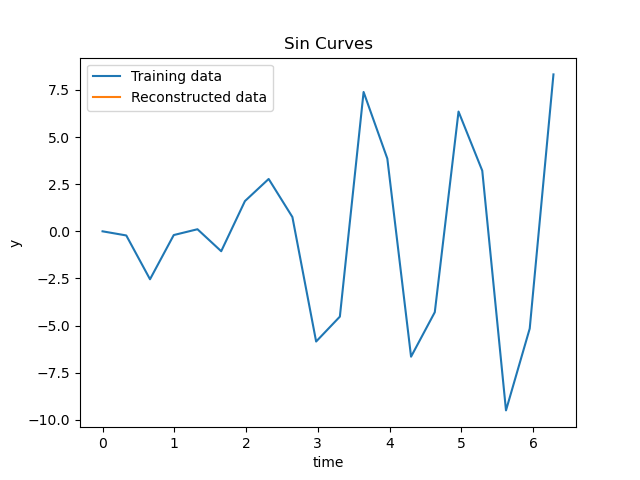 Sin Curves
Training data
Reconstructed data
7.5
5.0
2.5
0.0
−2.5
−5.0
−7.5
−10.0
y
0 1 2 3 4 5 6
time